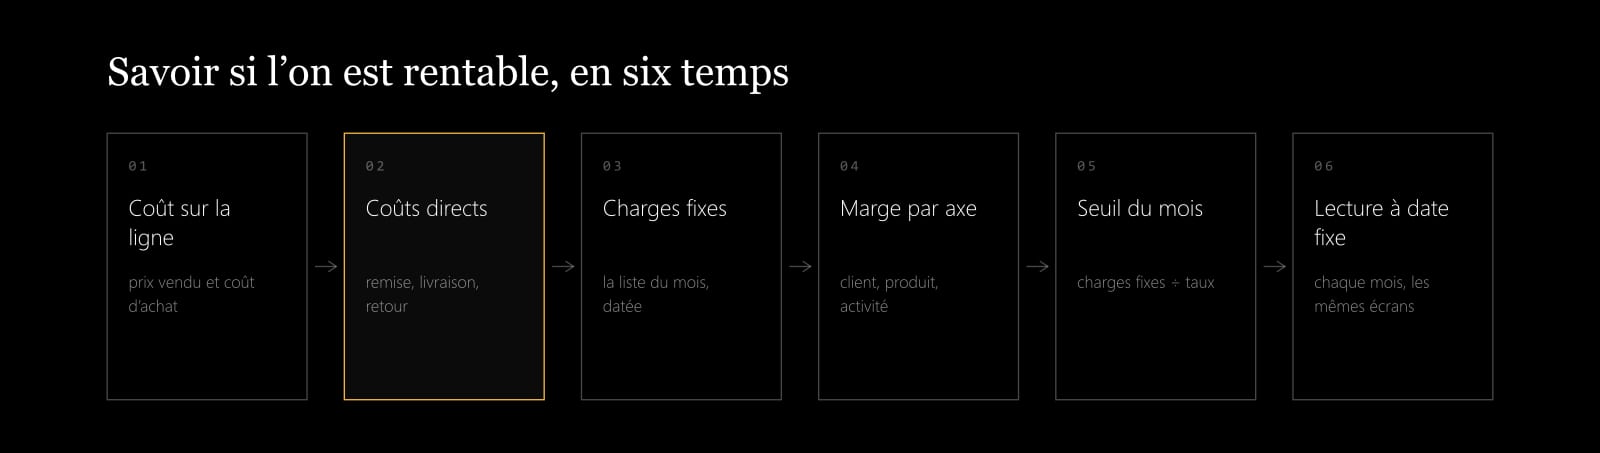 Savoir si l’on est rentable, en six temps
01
Coût sur la
ligne
prix vendu et coût
d’achat
02
Coûts directs
remise, livraison,
retour
03
Charges fixes
la liste du mois,
datée
04
Marge par axe
client, produit,
activité
05
Seuil du mois
charges fixes ÷ taux
06
Lecture à date
fixe
chaque mois, les
mêmes écrans